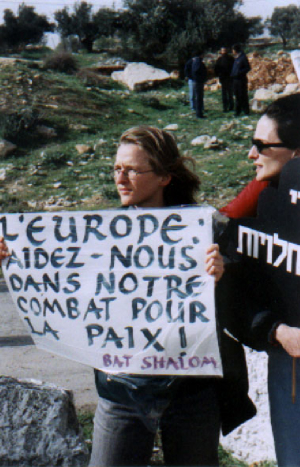 L'EUROPE
AIDEZ-NOUS
DANS NOTRE
COMBAT POUR
LA PAIX!
BAT SHALOM